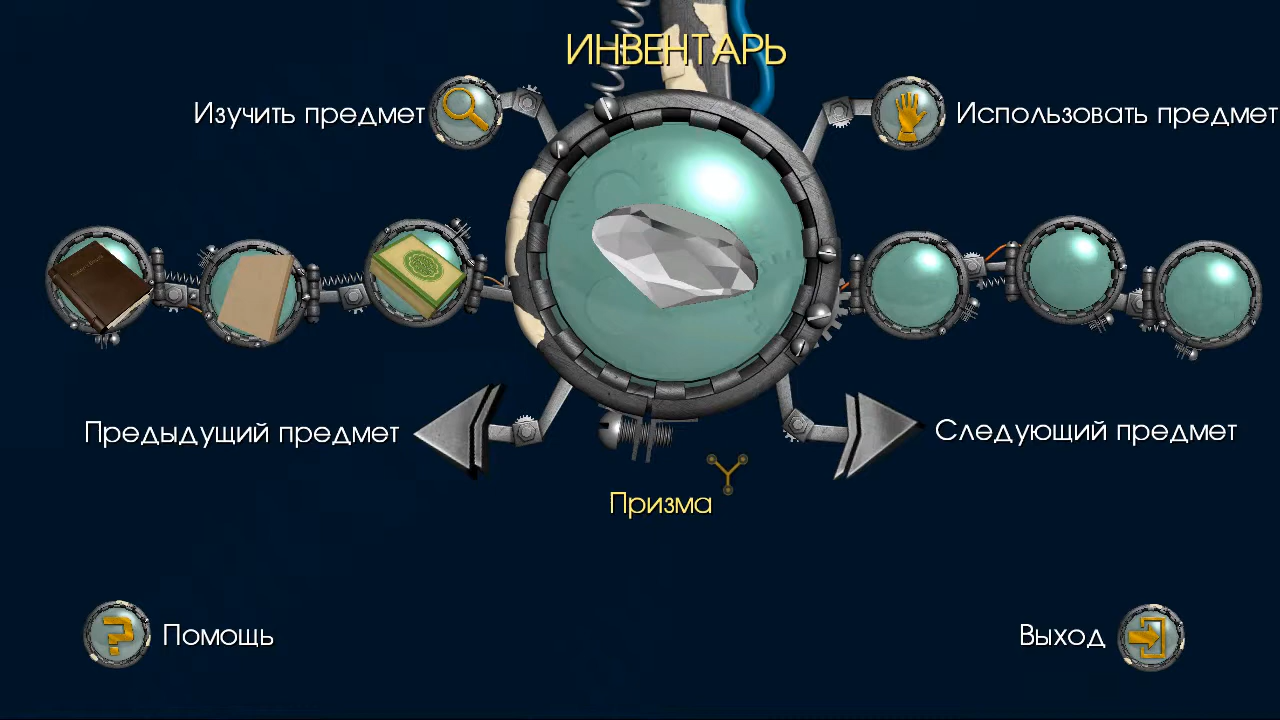 ИНВЕНТАРЬ
Изучить предмет
Использовать предмет
Предыдущий предмет
Следующий предмет
Призма
Помощь
Выход